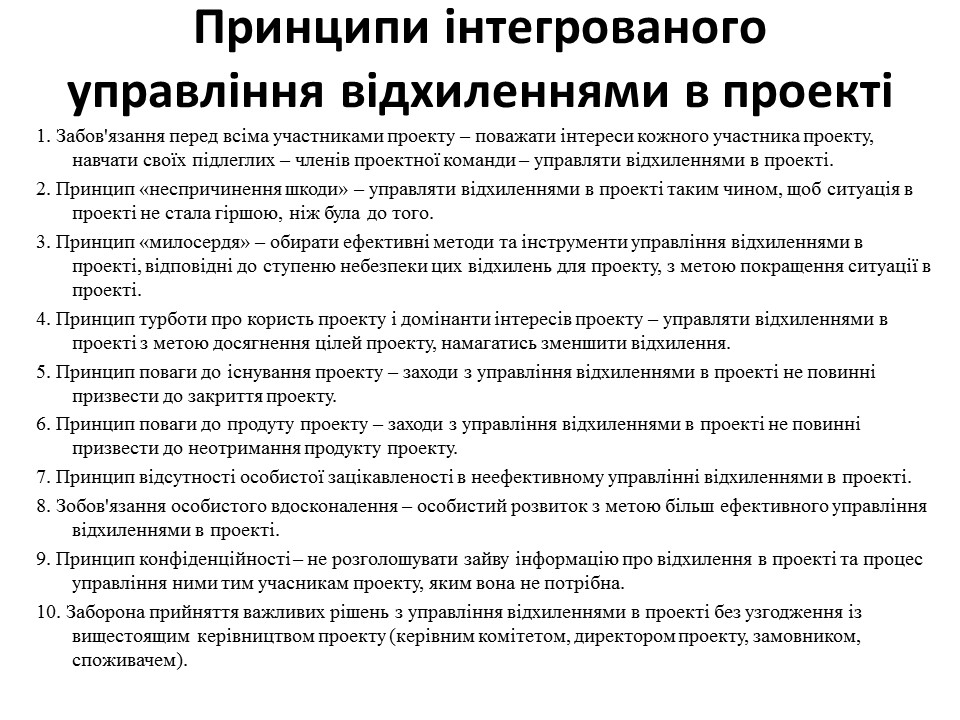 Принципи інтегрованого
управління відхиленнями в проекті
1. Забов'язання перед всіма участниками проекту – поважати інтереси кожного участника проекту,
навчати своїх підлеглих – членів проектної команди – управляти відхиленнями в проекті.
2. Принцип «неспричинення шкоди» – управляти відхиленнями в проекті таким чином, щоб ситуація в
проекті не стала гіршою, ніж була до того.
3. Принцип «милосердя» – обирати ефективні методи та інструменти управління відхиленнями в
проекті, відповідні до ступеню небезпеки цих відхилень для проекту, з метою покращення ситуації в
проекті.
4. Принцип турботи про користь проекту і домінанти інтересів проекту – управляти відхиленнями в
проекті з метою досягнення цілей проекту, намагатись зменшити відхилення.
5. Принцип поваги до існування проекту – заходи з управління відхиленнями в проекті не повинні
призвести до закриття проекту.
6. Принцип поваги до продуту проекту – заходи з управління відхиленнями в проекті не повинні
призвести до неотримання продукту проекту.
7. Принцип відсутності особистої зацікавленості в неефективному управлінні відхиленнями в проекті.
8. Зобов'язання особистого вдосконалення – особистий розвиток з метою більш ефективного управління
відхиленнями в проекті.
9. Принцип конфіденційності – не розголошувати зайву інформацію про відхилення в проекті та процес
управління ними тим учасникам проекту, яким вона не потрібна.
10. Заборона прийняття важливих рішень з управління відхиленнями в проекті без узгодження із
вищестоящим керівництвом проекту (керівним комітетом, директором проекту, замовником,
споживачем).